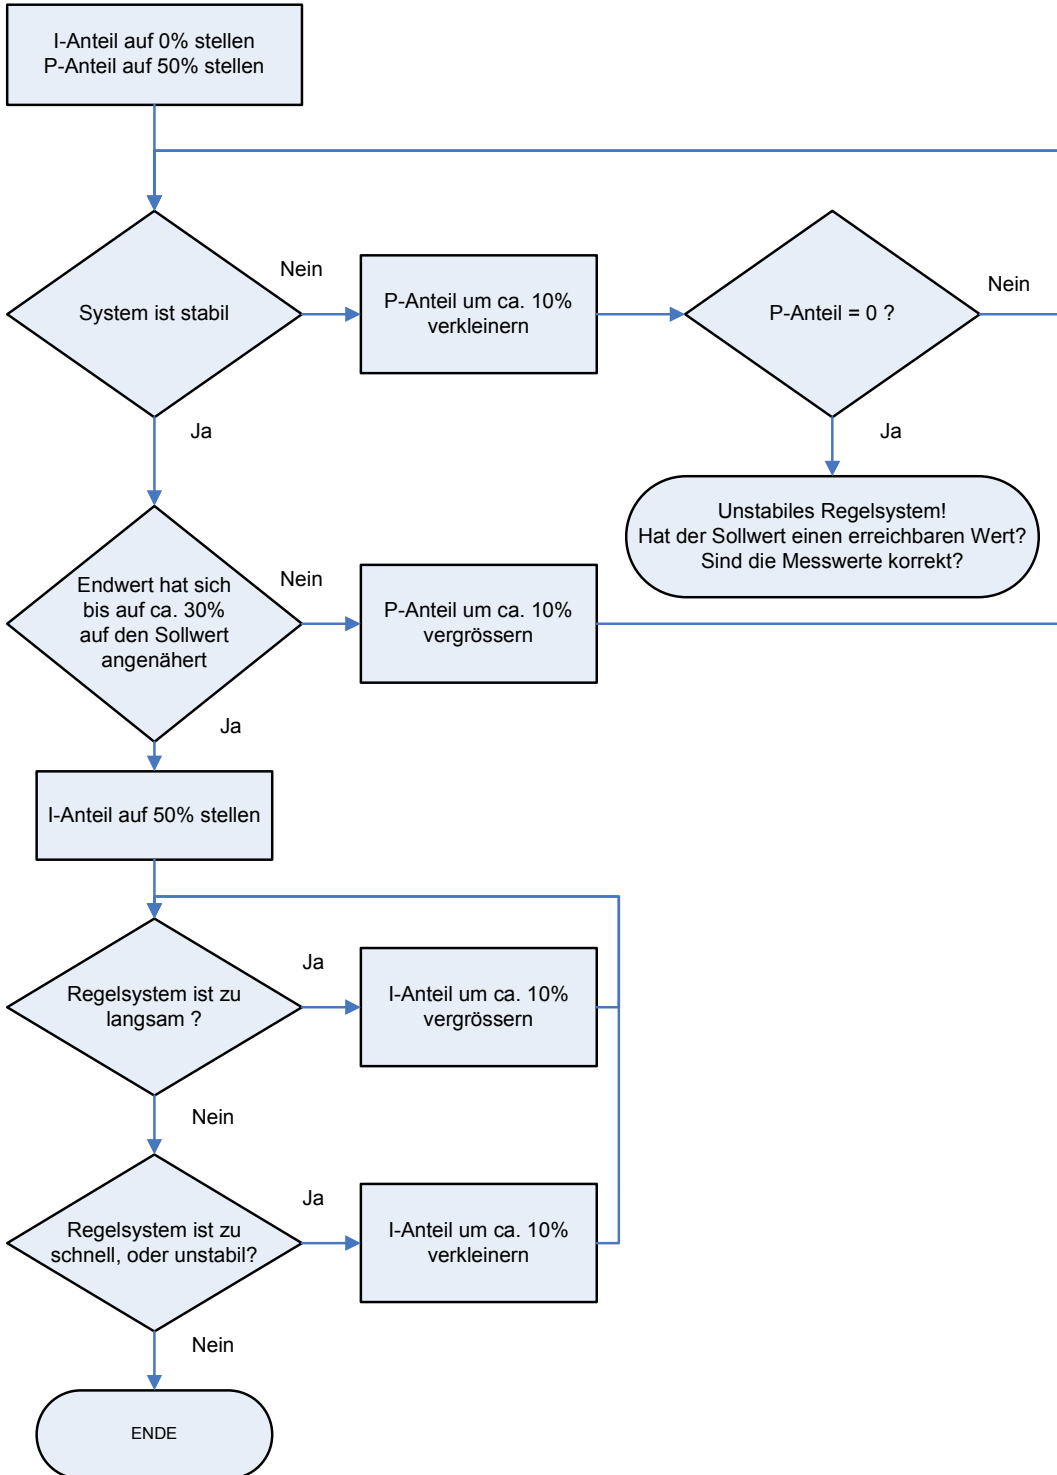 I-Anteil auf 0% stellen
P-Anteil auf 50% stellen
System ist stabil
Nein
P-Anteil um ca. 10%
verkleinern
P-Anteil = 0 ?
Nein
Ja
Ja
Unstabiles Regelsystem!
Hat der Sollwert einen erreichbaren Wert?
Sind die Messwerte korrekt?
Endwert hat sich
bis auf ca. 30%
auf den Sollwert
angenähert
Nein
P-Anteil um ca. 10%
vergrössern
Ja
I-Anteil auf 50% stellen
Regelsystem ist zu
langsam ?
Ja
I-Anteil um ca. 10%
vergrössern
Nein
Regelsystem ist zu
schnell, oder unstabil?
Ja
I-Anteil um ca. 10%
verkleinern
Nein
ENDE